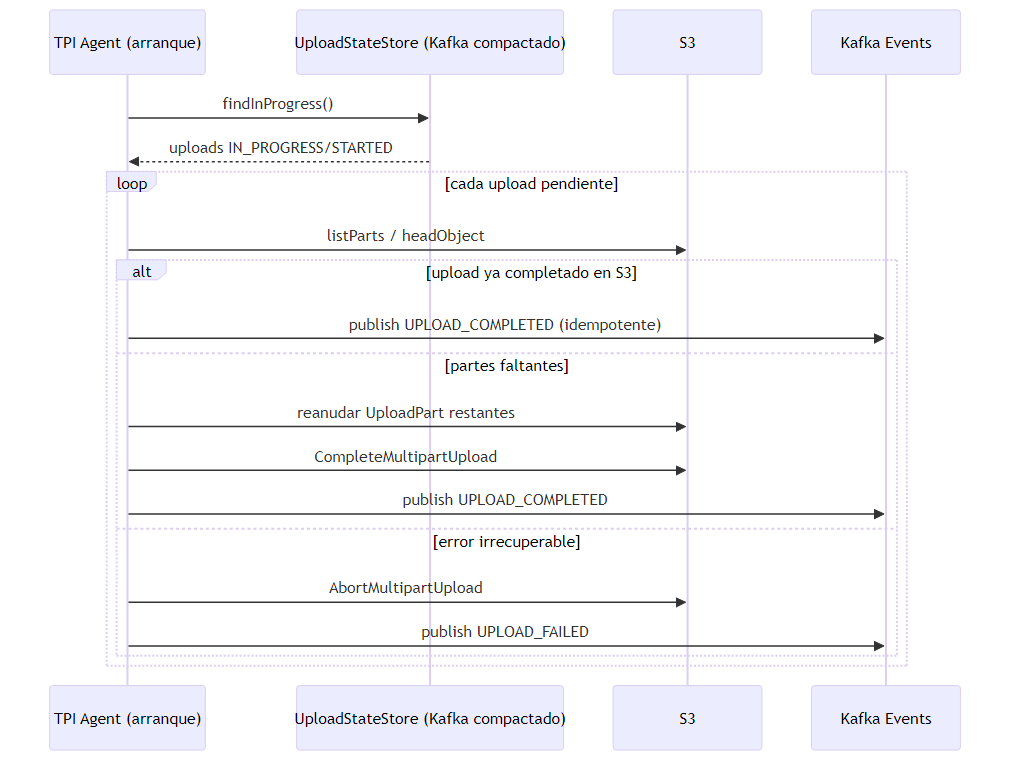 TPI Agent (arranque)
UploadStateStore (Kafka compactado)
S3
Kafka Events
findInProgress()
uploads IN_PROGRESS/STARTED
loop
[cada upload pendiente]
listParts / headObject
alt
[upload ya completado en S3]
publish UPLOAD_COMPLETED (idempotente)
[partes faltantes]
reanudar UploadPart restantes
CompleteMultipartUpload
publish UPLOAD_COMPLETED
[error irrecuperable]
AbortMultipartUpload
publish UPLOAD_FAILED
TPI Agent (arranque)
UploadStateStore (Kafka compactado)
S3
Kafka Events